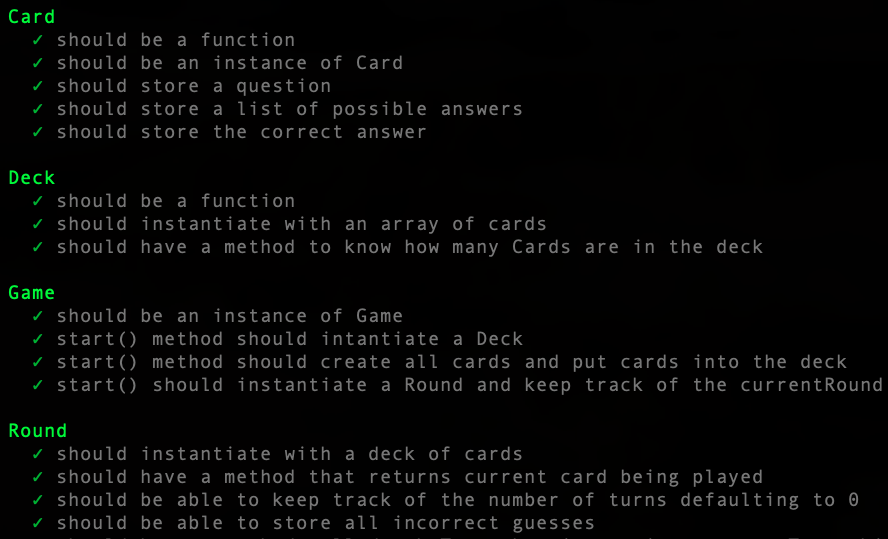 Card
✓ should be a function
✓ should be an instance of Card
✓ should store a question
✓ should store a list of possible answers
✓ should store the correct answer
Deck
✓ should be a function
✓ should instantiate with an array of cards
✓ should have a method to know how many Cards are in the deck
Game
✓ should be an instance of Game
✓ start() method should intantiate a Deck
✓ start() method should create all cards and put cards into the deck
✓ start() should instantiate a Round and keep track of the currentRound
Round
✓ should instantiate with a deck of cards
✓ should have a method that returns current card being played
✓ should be able to keep track of the number of turns defaulting to 0
✓ should be able to store all incorrect guesses